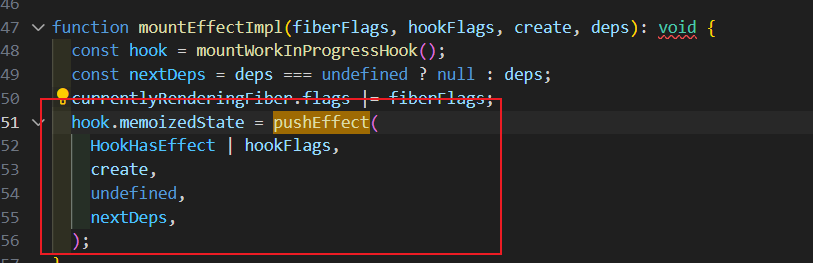 46
47 function mountEffectImpl(fiberFlags, hookFlags, create, deps): void {
48 const hook = mountWorkInProgressHook();
49 const nextDeps = deps === undefined ? null : deps;
50 currentlyRenderingFiber.flags |= fiberFlags;
51 hook.memoizedState = pushEffect(
52 HookHasEffect | hookFlags,
53 create,
54 undefined,
55 nextDeps,
56 );
57 }